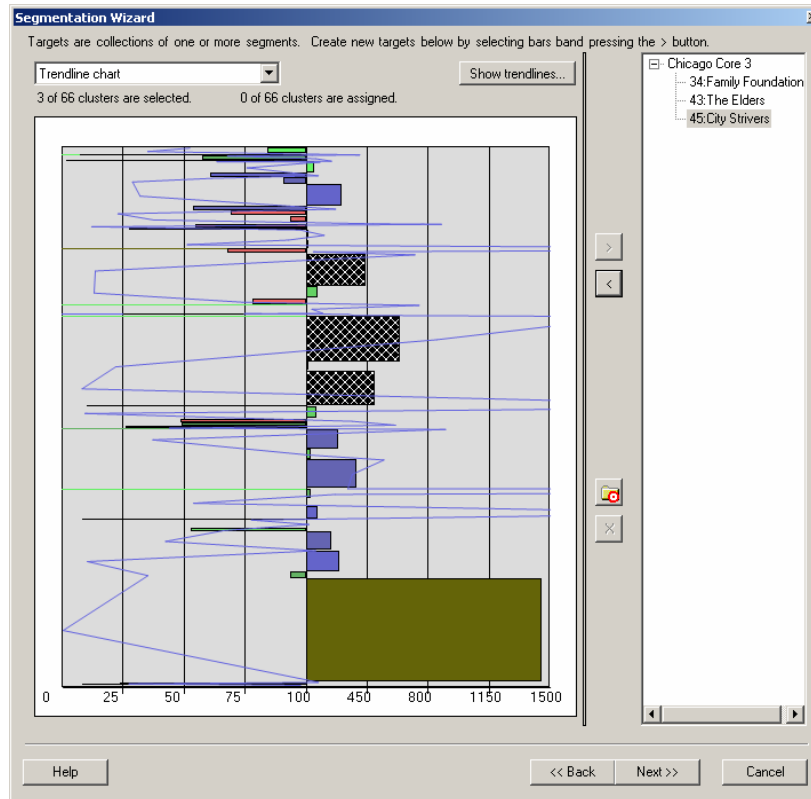 Segmentation Wizard
Targets are collections of one or more segments. Create new targets below by selecting bars band pressing the > button.
Trendline chart
Show trendlines...
3 of 66 clusters are selected. 0 of 66 clusters are assigned.
Chicago Core 3
34:Family Foundation
43:The Elders
45:City Strivers
>
<
0 25 50 75 100 450 800 1150 1500
Help
<< Back
Next >>
Cancel